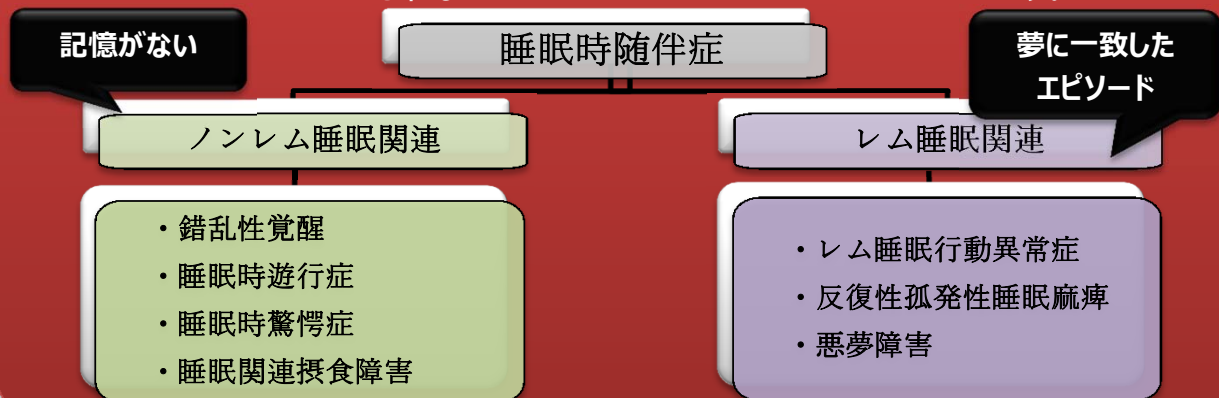 記憶がない
睡眠時随伴症
夢に一致した
エピソード
ノンレム睡眠関連
レム睡眠関連
・錯乱性覚醒
・睡眠時遊行症
・睡眠時驚愕症
・睡眠関連摂食障害
・レム睡眠行動異常症
・反復性孤発性睡眠麻痺
・悪夢障害